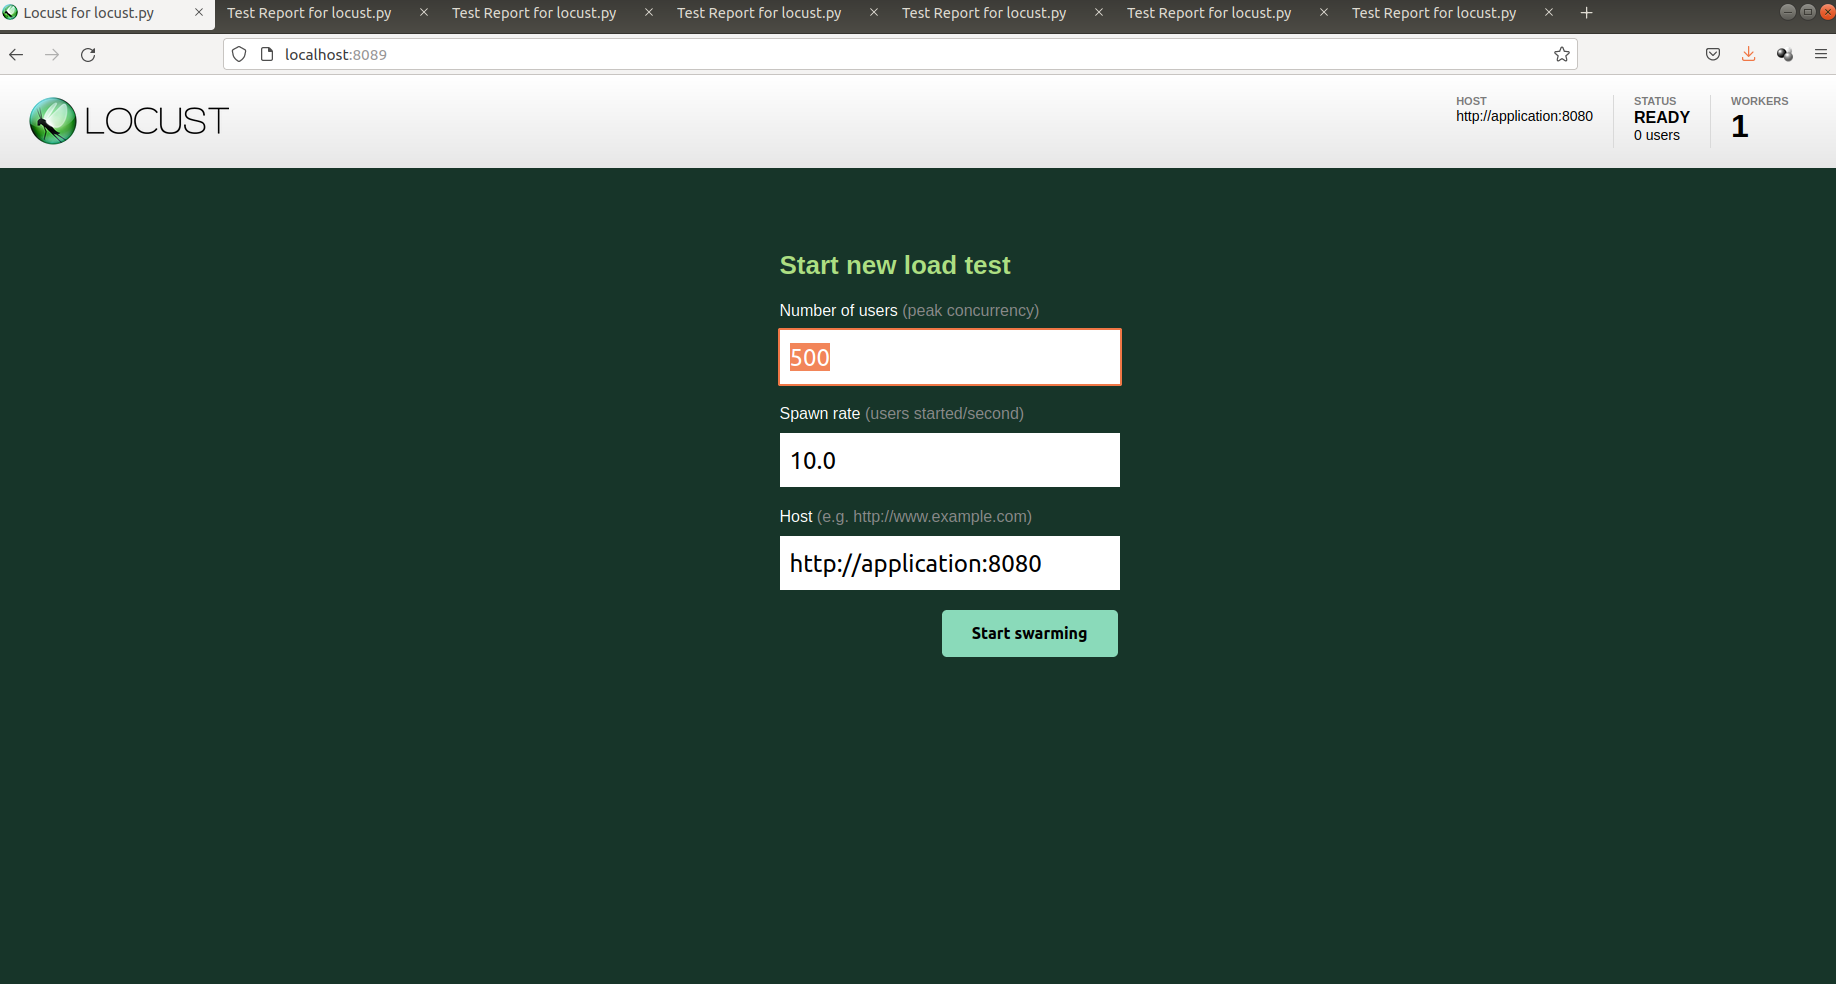 Locust for locust.py
Test Report for locust.py
Test Report for locust.py
Test Report for locust.py
Test Report for locust.py
Test Report for locust.py
Test Report for locust.py
localhost:8089
LOCUST
HOST
http://application:8080
STATUS
READY
0 users
WORKERS
1
Start new load test
Number of users (peak concurrency)
500
Spawn rate (users started/second)
10.0
Host (e.g. http://www.example.com)
http://application:8080
Start swarming